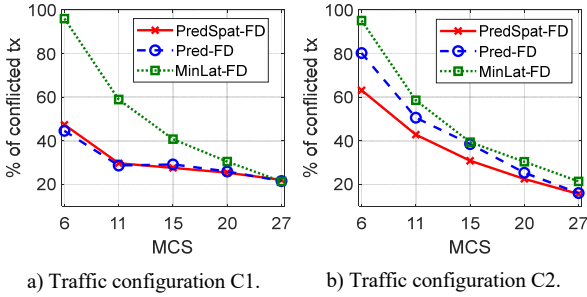 % of conflicted tx
100
80
60
40
20
PredSpat-FD
Pred-FD
MinLat-FD
6 11 15 20 27
MCS
a) Traffic configuration C1.
% of conflicted tx
100
80
60
40
20
PredSpat-FD
Pred-FD
MinLat-FD
6 11 15 20 27
MCS
b) Traffic configuration C2.